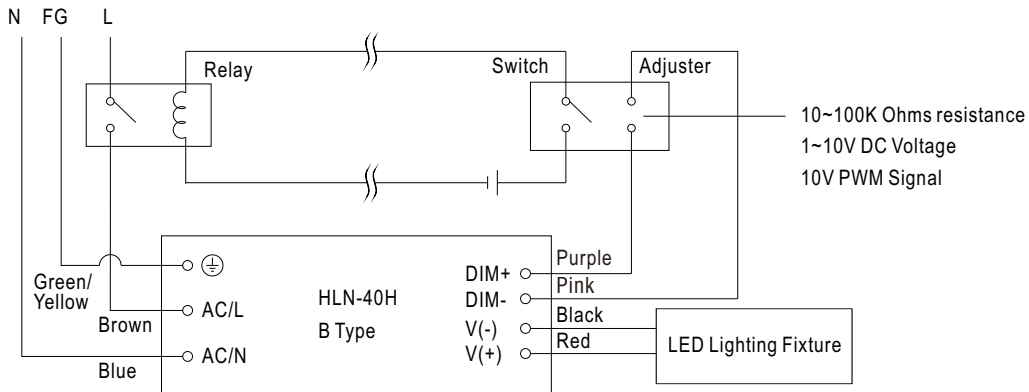 N FG L
Relay
Switch
Adjuster
10~100K Ohms resistance
1~10V DC Voltage
10V PWM Signal
Green/
Yellow
Brown
Blue
AC/L
AC/N
HLN-40H
B Type
DIM+
DIM-
V(-)
V(+)
Purple
Pink
Black
Red
LED Lighting Fixture